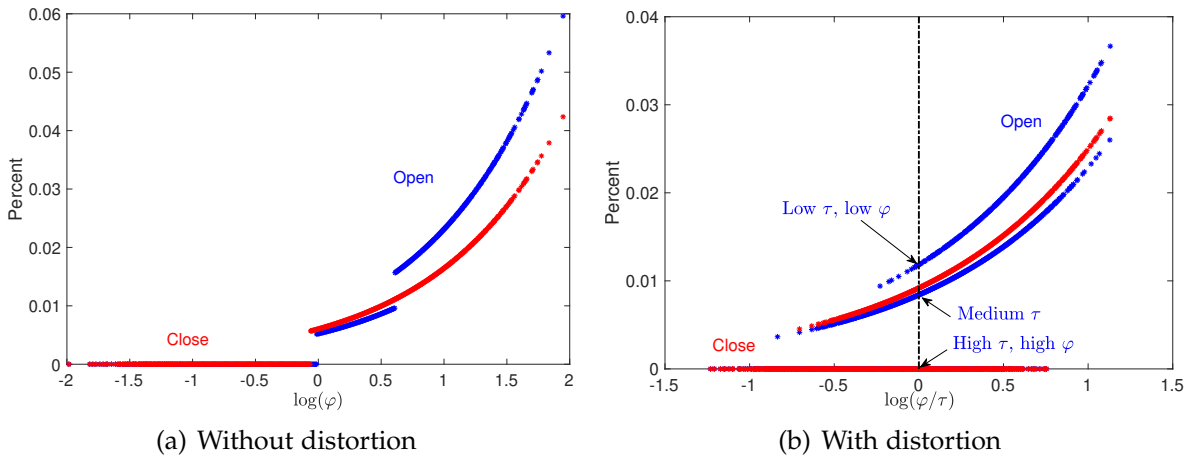 0.06
0.05
0.04
0.03
0.02
0.01
0
Percent
Open
Close
-2 -1.5 -1 -0.5 0 0.5 1 1.5 2
log(φ)
(a) Without distortion
0.04
0.03
0.02
0.01
0
Percent
Open
Low τ, low φ
Medium τ
High τ, high φ
Close
-1.5 -1 -0.5 0 0.5 1 1.5
log(φ/τ)
(b) With distortion